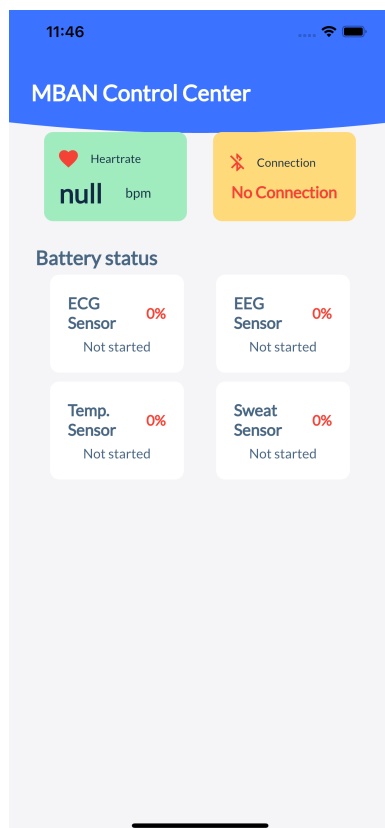 11:46
MBAN Control Center
Heartrate
null bpm
Connection
No Connection
Battery status
ECG
Sensor
0%
Not started
EEG
Sensor
0%
Not started
Temp.
Sensor
0%
Not started
Sweat
Sensor
0%
Not started